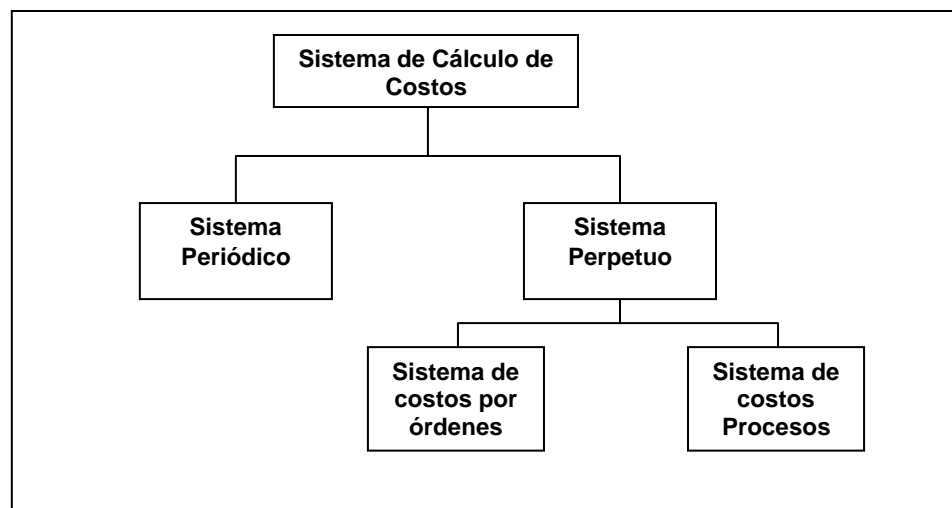 Sistema de Cálculo de
Costos
Sistema
Periódico
Sistema
Perpetuo
Sistema de
costos por
órdenes
Sistema de
costos
Procesos